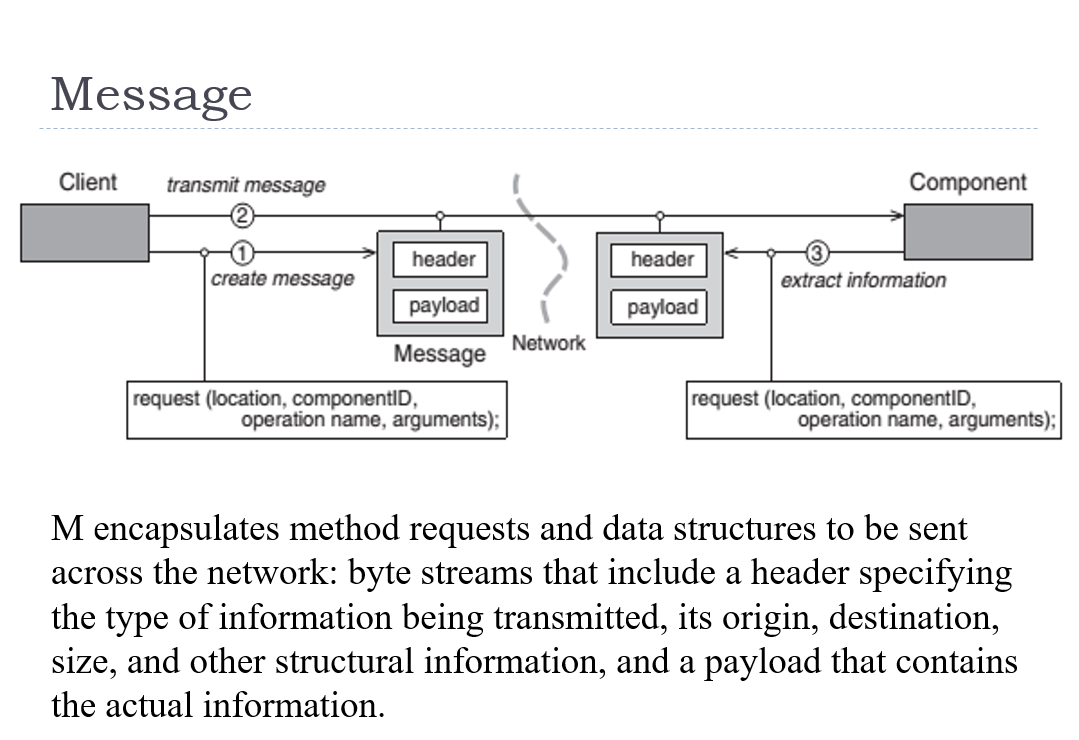 Message
Client
transmit message
Component
2
1
create message
header
payload
Message
Network
header
payload
3
extract information
request (location, componentID,
operation name, arguments);
request (location, componentID,
operation name, arguments);
M encapsulates method requests and data structures to be sent
across the network: byte streams that include a header specifying
the type of information being transmitted, its origin, destination,
size, and other structural information, and a payload that contains
the actual information.